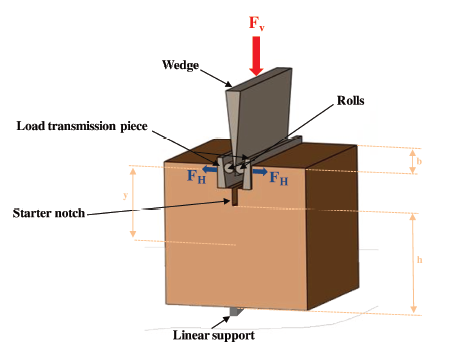 Fv
Wedge
Rolls
Load transmission piece
h
FH
FH
y
Starter notch
h
Linear support